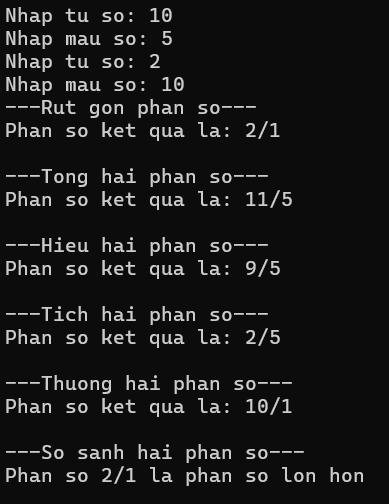 Nhap tu so: 10
Nhap mau so: 5
Nhap tu so: 2
Nhap mau so: 10
---Rut gon phan so---
Phan so ket qua la: 2/1
---Tong hai phan so---
Phan so ket qua la: 11/5
---Hieu hai phan so---
Phan so ket qua la: 9/5
---Tich hai phan so---
Phan so ket qua la: 2/5
---Thuong hai phan so---
Phan so ket qua la: 10/1
---So sanh hai phan so---
Phan so 2/1 la phan so lon hon